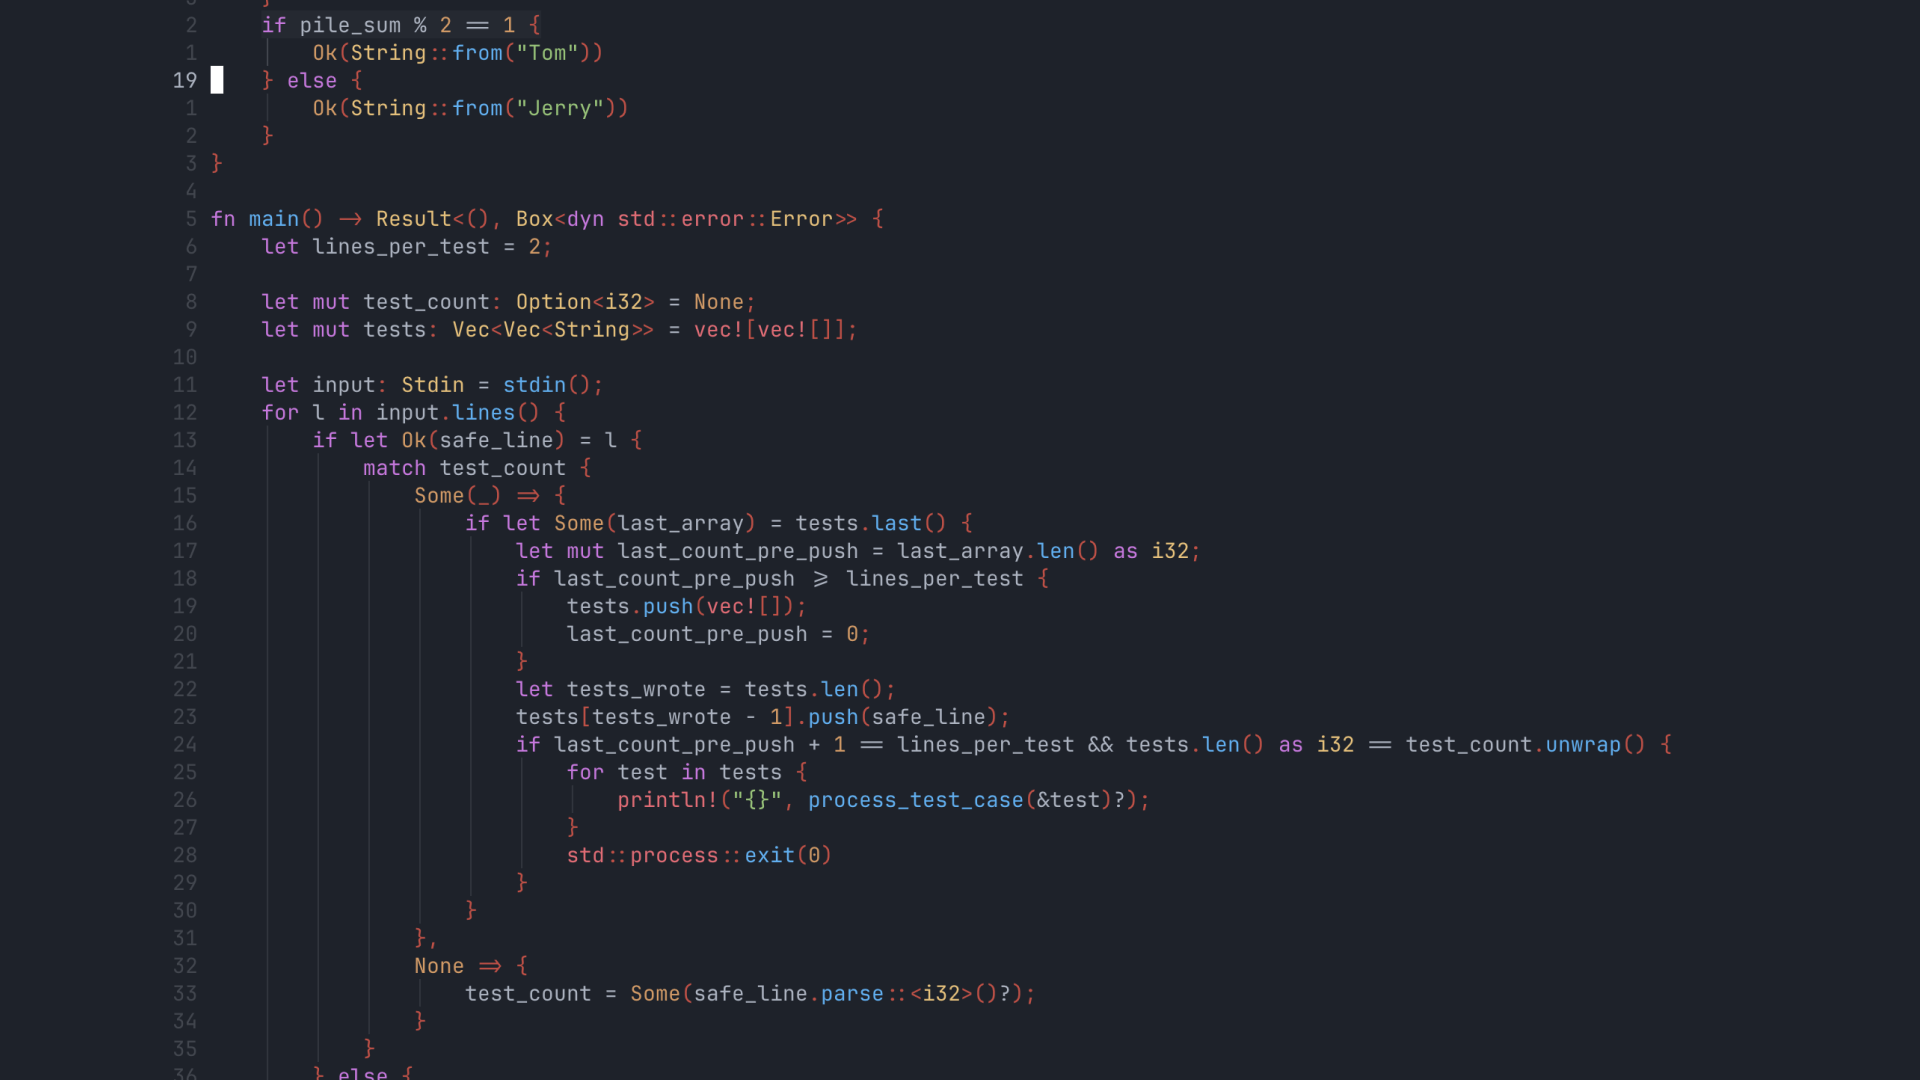 3 }
2 if pile_sum % 2 == 1 {
1 Ok(String::from("Tom"))
19 } else {
1 Ok(String::from("Jerry"))
2 }
3 }
4
5 fn main() -> Result<(), Box<dyn std::error::Error>> {
6 let lines_per_test = 2;
7
8 let mut test_count: Option<i32> = None;
9 let mut tests: Vec<Vec<String>> = vec![vec![]];
10
11 let input: Stdin = stdin();
12 for l in input.lines() {
13 if let Ok(safe_line) = l {
14 match test_count {
15 Some(_) => {
16 if let Some(last_array) = tests.last() {
17 let mut last_count_pre_push = last_array.len() as i32;
18 if last_count_pre_push >= lines_per_test {
19 tests.push(vec![]);
20 last_count_pre_push = 0;
21 }
22 let tests_wrote = tests.len();
23 tests[tests_wrote - 1].push(safe_line);
24 if last_count_pre_push + 1 == lines_per_test && tests.len() as i32 == test_count.unwrap() {
25 for test in tests {
26 println!("{}", process_test_case(&test)?);
27 }
28 std::process::exit(0)
29 }
30 }
31 },
32 None => {
33 test_count = Some(safe_line.parse::<i32>()?);
34 }
35 }
36 } else {